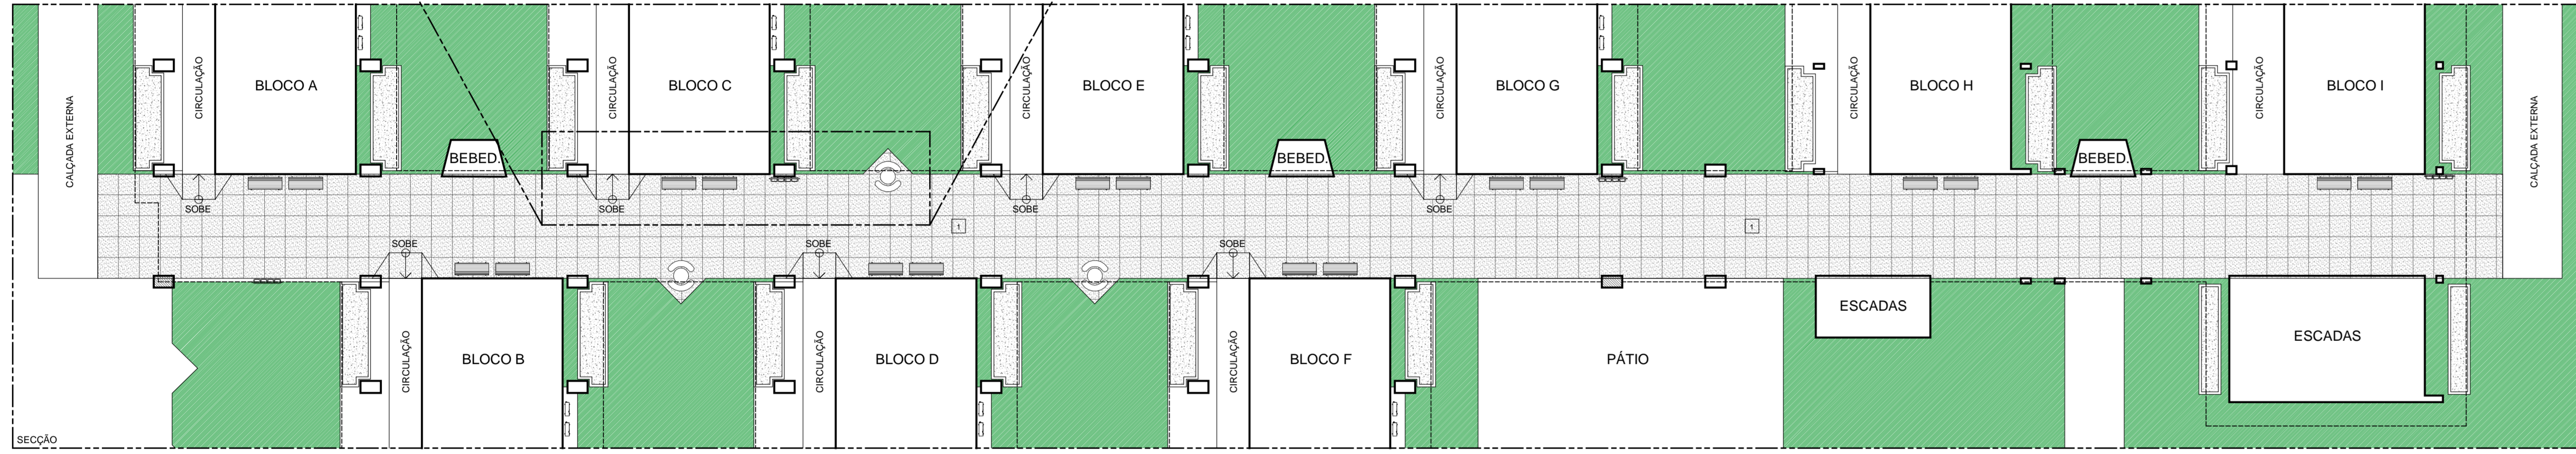 CALÇADA EXTERNA
CIRCULAÇÃO
BLOCO A
BEBED.
CIRCULAÇÃO
BLOCO C
CIRCULAÇÃO
BLOCO E
BEBED.
CIRCULAÇÃO
BLOCO G
CIRCULAÇÃO
BLOCO H
BEBED.
CIRCULAÇÃO
BLOCO I
CALÇADA EXTERNA
SOBE
SOBE
SOBE
SOBE
1
1
SOBE
SOBE
SOBE
CIRCULAÇÃO
BLOCO B
CIRCULAÇÃO
BLOCO D
CIRCULAÇÃO
BLOCO F
PÁTIO
ESCADAS
ESCADAS
SECÇÃO